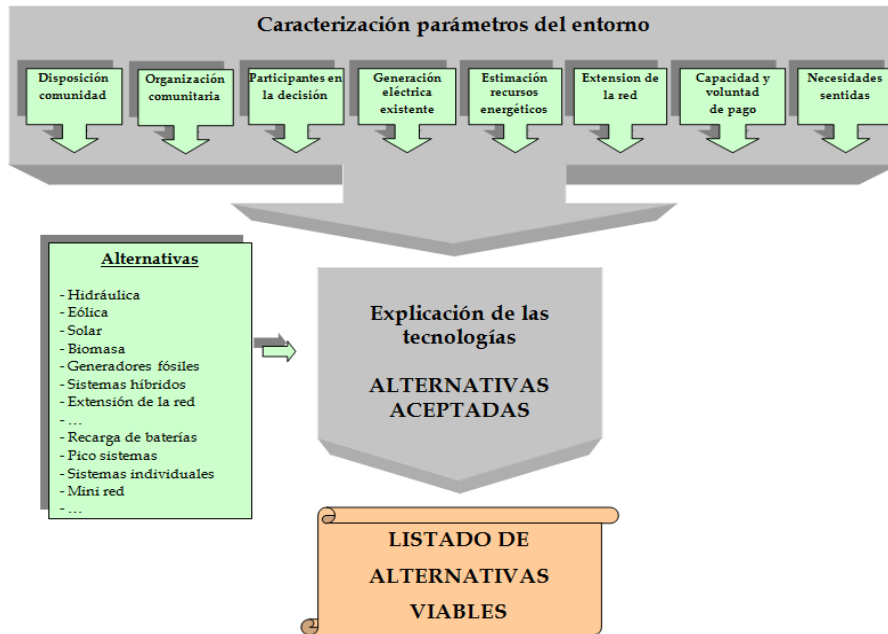 Caracterización parámetros del entorno
Disposición
comunidad
Organización
comunitaria
Participantes en
la decisión
Generación
eléctrica
existente
Estimación
recursos
energéticos
Extension de
la red
Capacidad y
voluntad
de pago
Necesidades
sentidas
Alternativas
- Hidráulica
- Eólica
- Solar
- Biomasa
- Generadores fósiles
- Sistemas híbridos
- Extensión de la red
- ...
- Recarga de baterías
- Pico sistemas
- Sistemas individuales
- Mini red
- ...
Explicación de las
tecnologías
ALTERNATIVAS
ACEPTADAS
LISTADO DE
ALTERNATIVAS
VIABLES